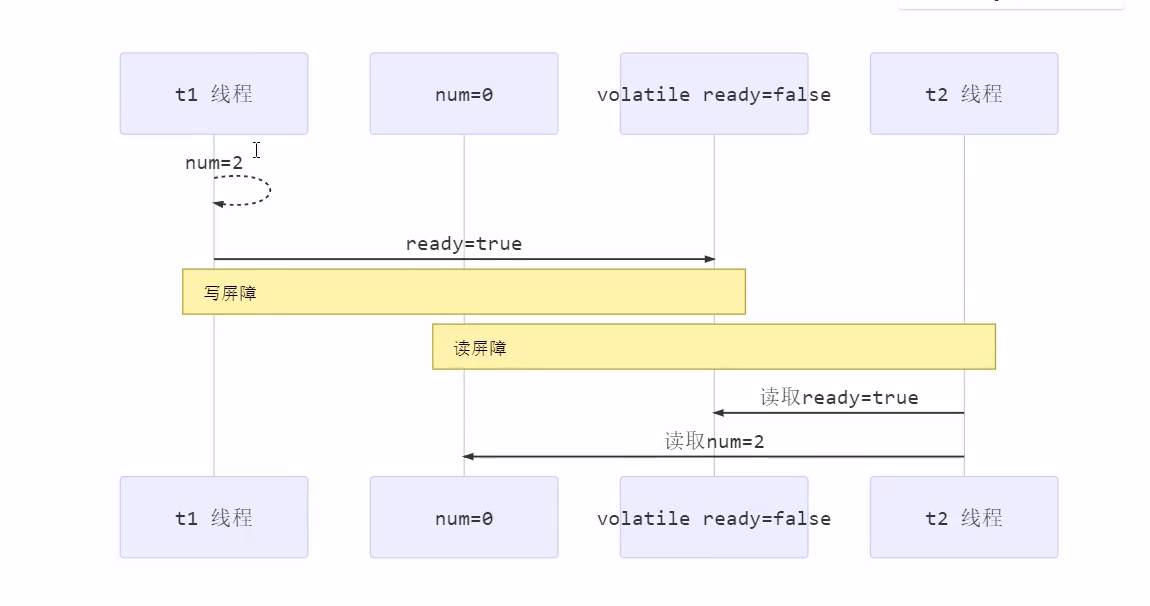 t1 线程
num=0
volatile ready=false
t2 线程
num=2
ready=true
写屏障
读屏障
读取ready=true
读取num=2
t1 线程
num=0
volatile ready=false
t2 线程